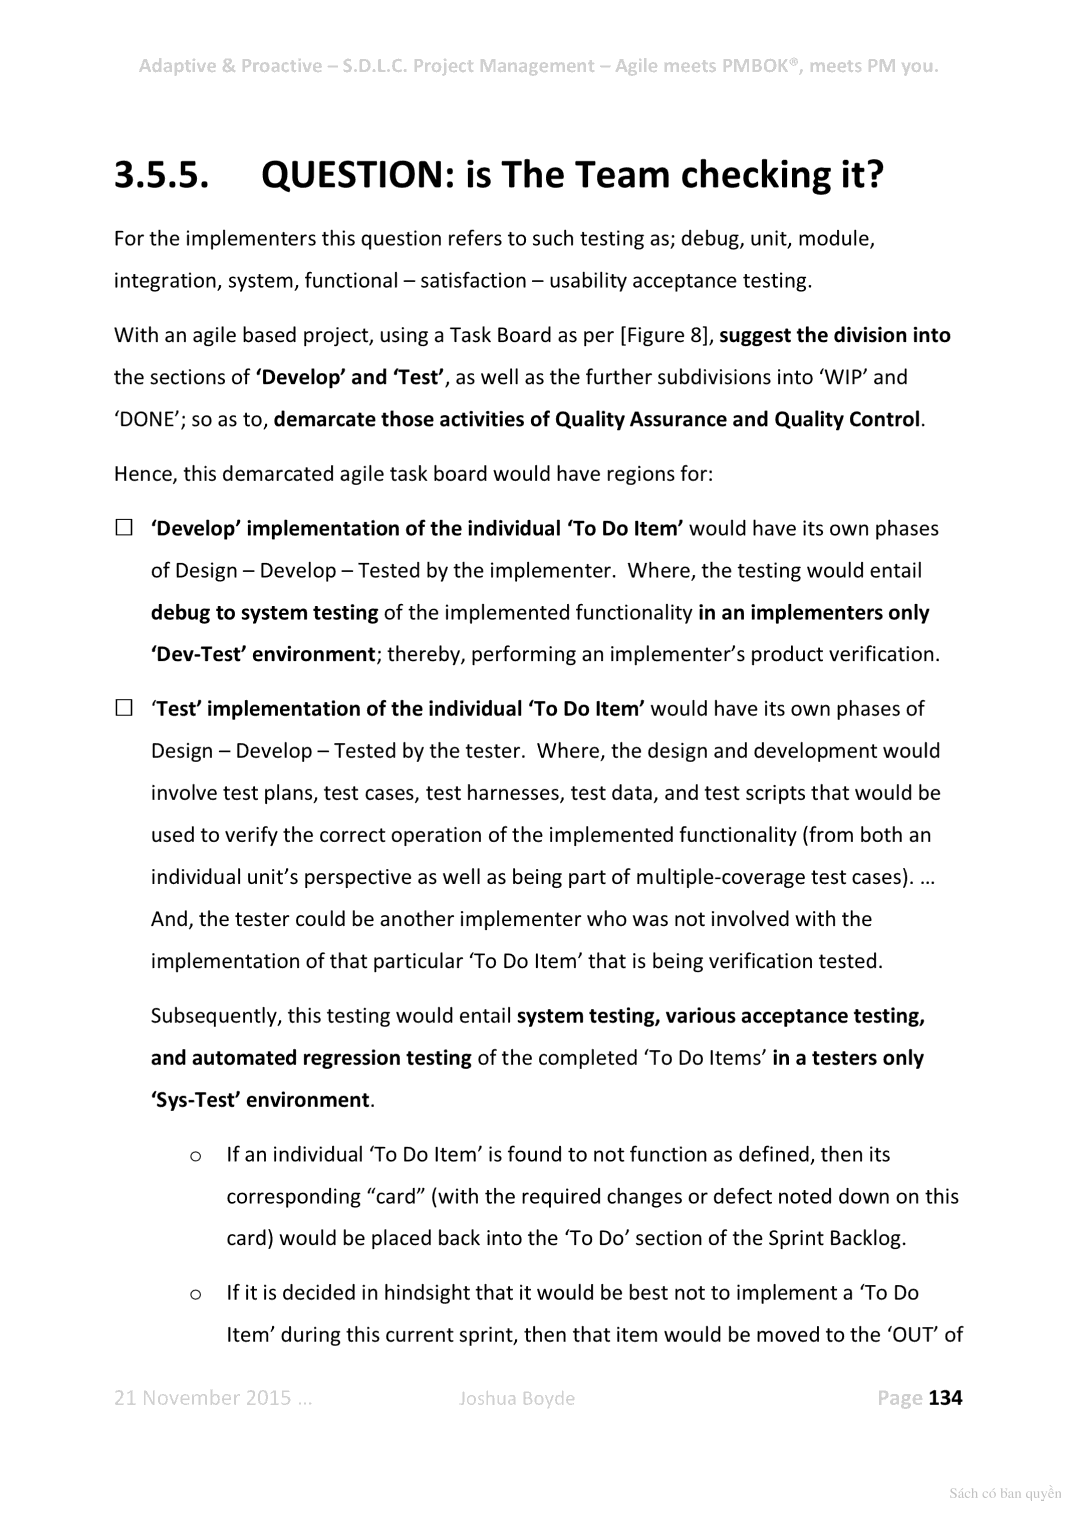 Adaptive & Proactive – S.D.L.C. Project Management – Agile meets PMBOK®, meets PM you.
3.5.5. QUESTION: is The Team checking it?
For the implementers this question refers to such testing as; debug, unit, module,
integration, system, functional – satisfaction – usability acceptance testing.
With an agile based project, using a Task Board as per [Figure 8], suggest the division into
the sections of ‘Develop’ and ‘Test’, as well as the further subdivisions into ‘WIP’ and
‘DONE’; so as to, demarcate those activities of Quality Assurance and Quality Control.
Hence, this demarcated agile task board would have regions for:
☐ ‘Develop’ implementation of the individual ‘To Do Item’ would have its own phases
of Design – Develop – Tested by the implementer.  Where, the testing would entail
debug to system testing of the implemented functionality in an implementers only
‘Dev-Test’ environment; thereby, performing an implementer’s product verification.
☐ ‘Test’ implementation of the individual ‘To Do Item’ would have its own phases of
Design – Develop – Tested by the tester.  Where, the design and development would
involve test plans, test cases, test harnesses, test data, and test scripts that would be
used to verify the correct operation of the implemented functionality (from both an
individual unit’s perspective as well as being part of multiple-coverage test cases). …
And, the tester could be another implementer who was not involved with the
implementation of that particular ‘To Do Item’ that is being verification tested.
Subsequently, this testing would entail system testing, various acceptance testing,
and automated regression testing of the completed ‘To Do Items’ in a testers only
‘Sys-Test’ environment.
o If an individual ‘To Do Item’ is found to not function as defined, then its
corresponding “card” (with the required changes or defect noted down on this
card) would be placed back into the ‘To Do’ section of the Sprint Backlog.
o If it is decided in hindsight that it would be best not to implement a ‘To Do
Item’ during this current sprint, then that item would be moved to the ‘OUT’ of
21 November 2015 … Joshua Boyde Page 134
Sách có bản quyền